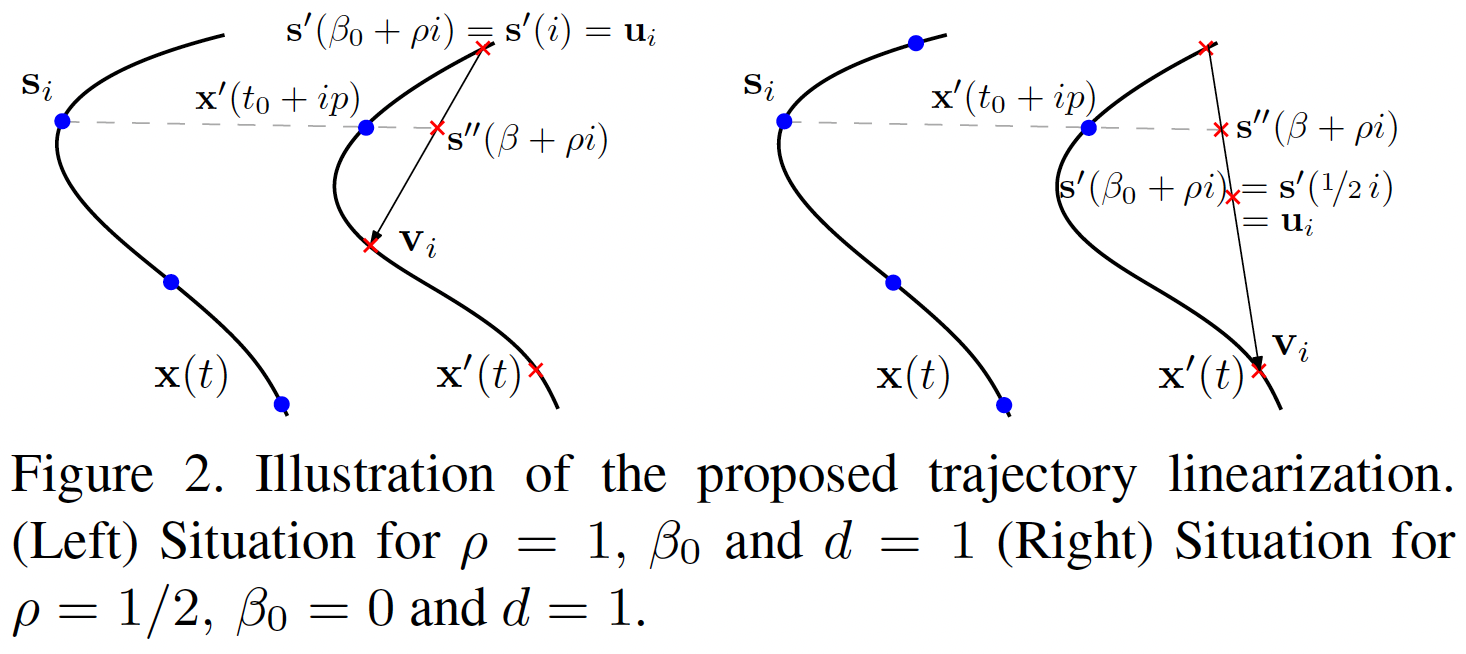 s′(β₀ + ρi) = s′(i) = uᵢ
sᵢ
x′(t₀ + ip)
s″(β + ρi)
vᵢ
x(t)
x′(t)
sᵢ
x′(t₀ + ip)
s″(β + ρi)
s′(β₀ + ρi) = s′(1/2 i)
= uᵢ
vᵢ
x(t)
x′(t)
Figure 2. Illustration of the proposed trajectory linearization.
(Left) Situation for ρ = 1, β₀ and d = 1 (Right) Situation for
ρ = 1/2, β₀ = 0 and d = 1.